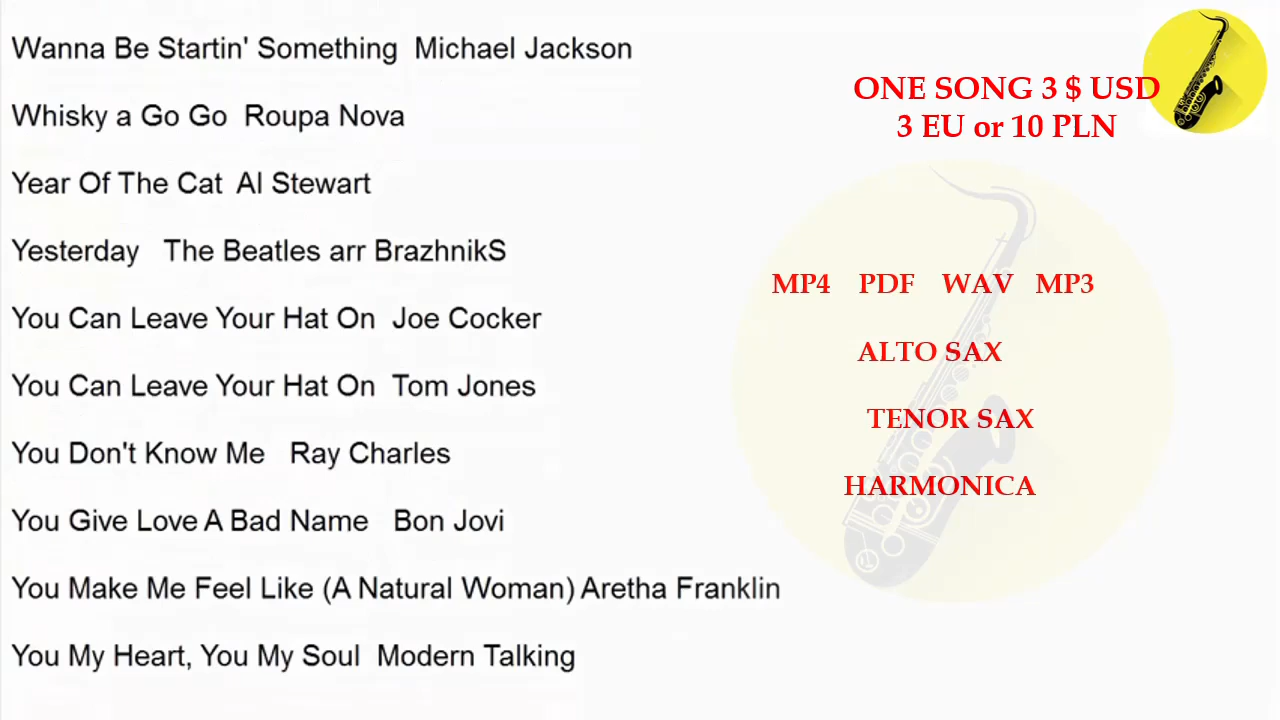 Wanna Be Startin' Something Michael Jackson
Whisky a Go Go Roupa Nova
Year Of The Cat Al Stewart
Yesterday The Beatles arr BrazhnikS
You Can Leave Your Hat On Joe Cocker
You Can Leave Your Hat On Tom Jones
You Don't Know Me Ray Charles
You Give Love A Bad Name Bon Jovi
You Make Me Feel Like (A Natural Woman) Aretha Franklin
You My Heart, You My Soul Modern Talking
ONE SONG 3 $ USD
3 EU or 10 PLN
MP4 PDF WAV MP3
ALTO SAX
TENOR SAX
HARMONICA